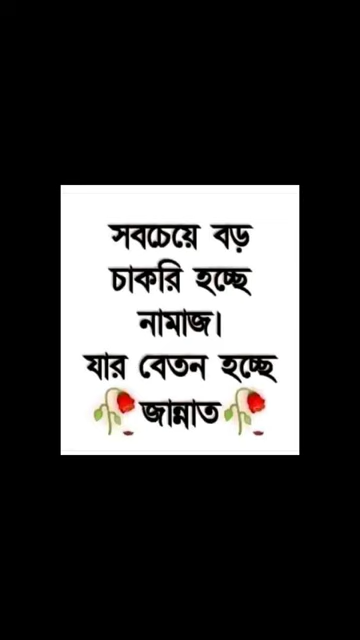 সবচেয়ে বড়
চাকরি হচ্ছে
নামাজ।
যার বেতন হচ্ছে
🥀জান্নাত🥀